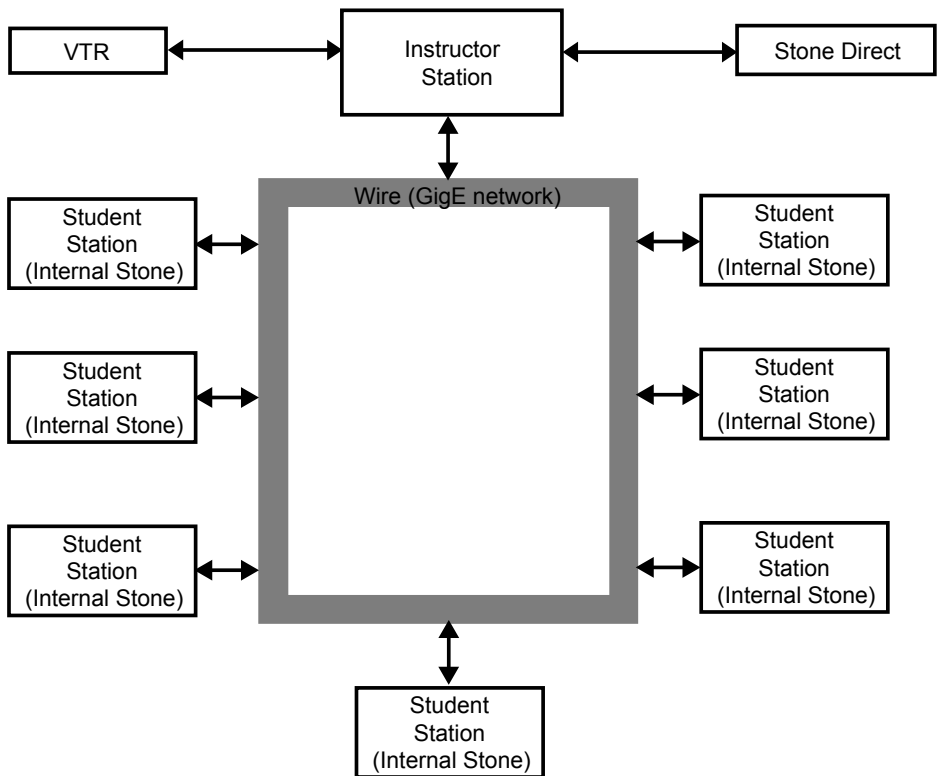 VTR
Instructor
Station
Stone Direct
Wire (GigE network)
Student
Station
(Internal Stone)
Student
Station
(Internal Stone)
Student
Station
(Internal Stone)
Student
Station
(Internal Stone)
Student
Station
(Internal Stone)
Student
Station
(Internal Stone)
Student
Station
(Internal Stone)